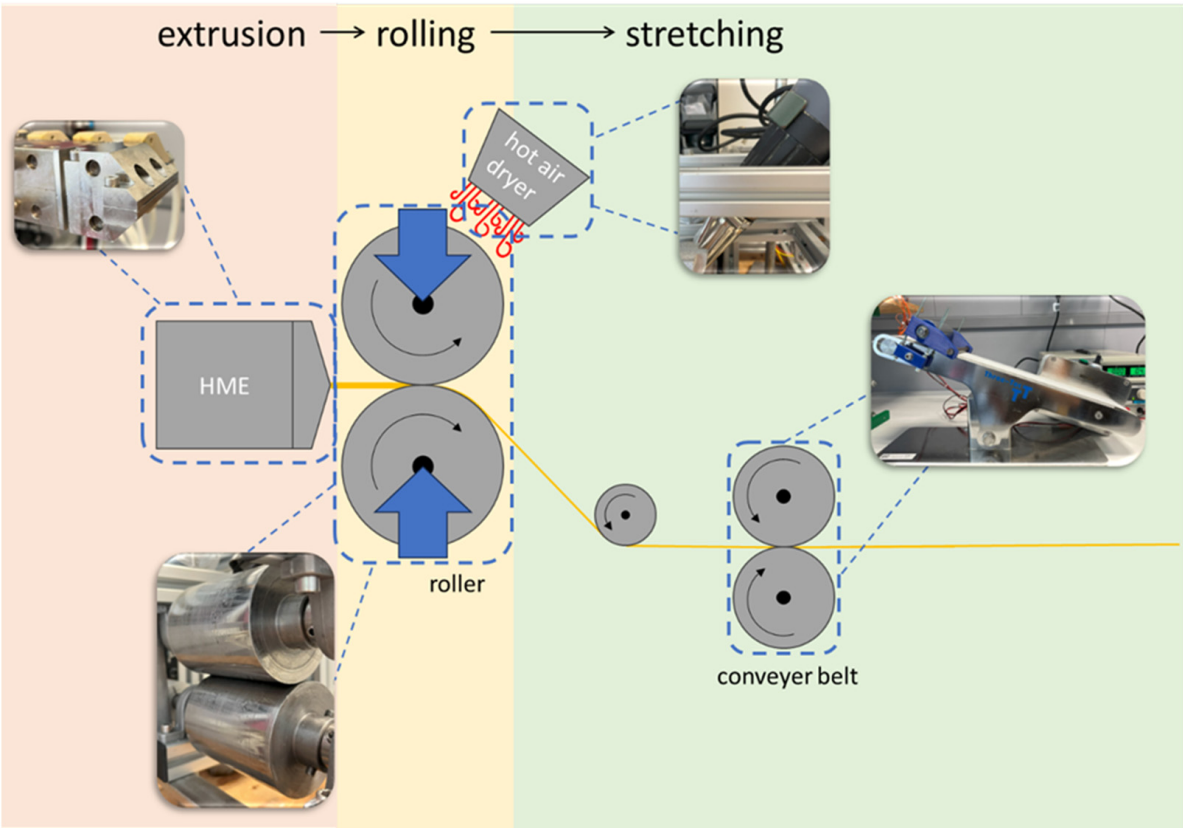 extrusion → rolling → stretching
hot air
dryer
HME
roller
conveyer belt